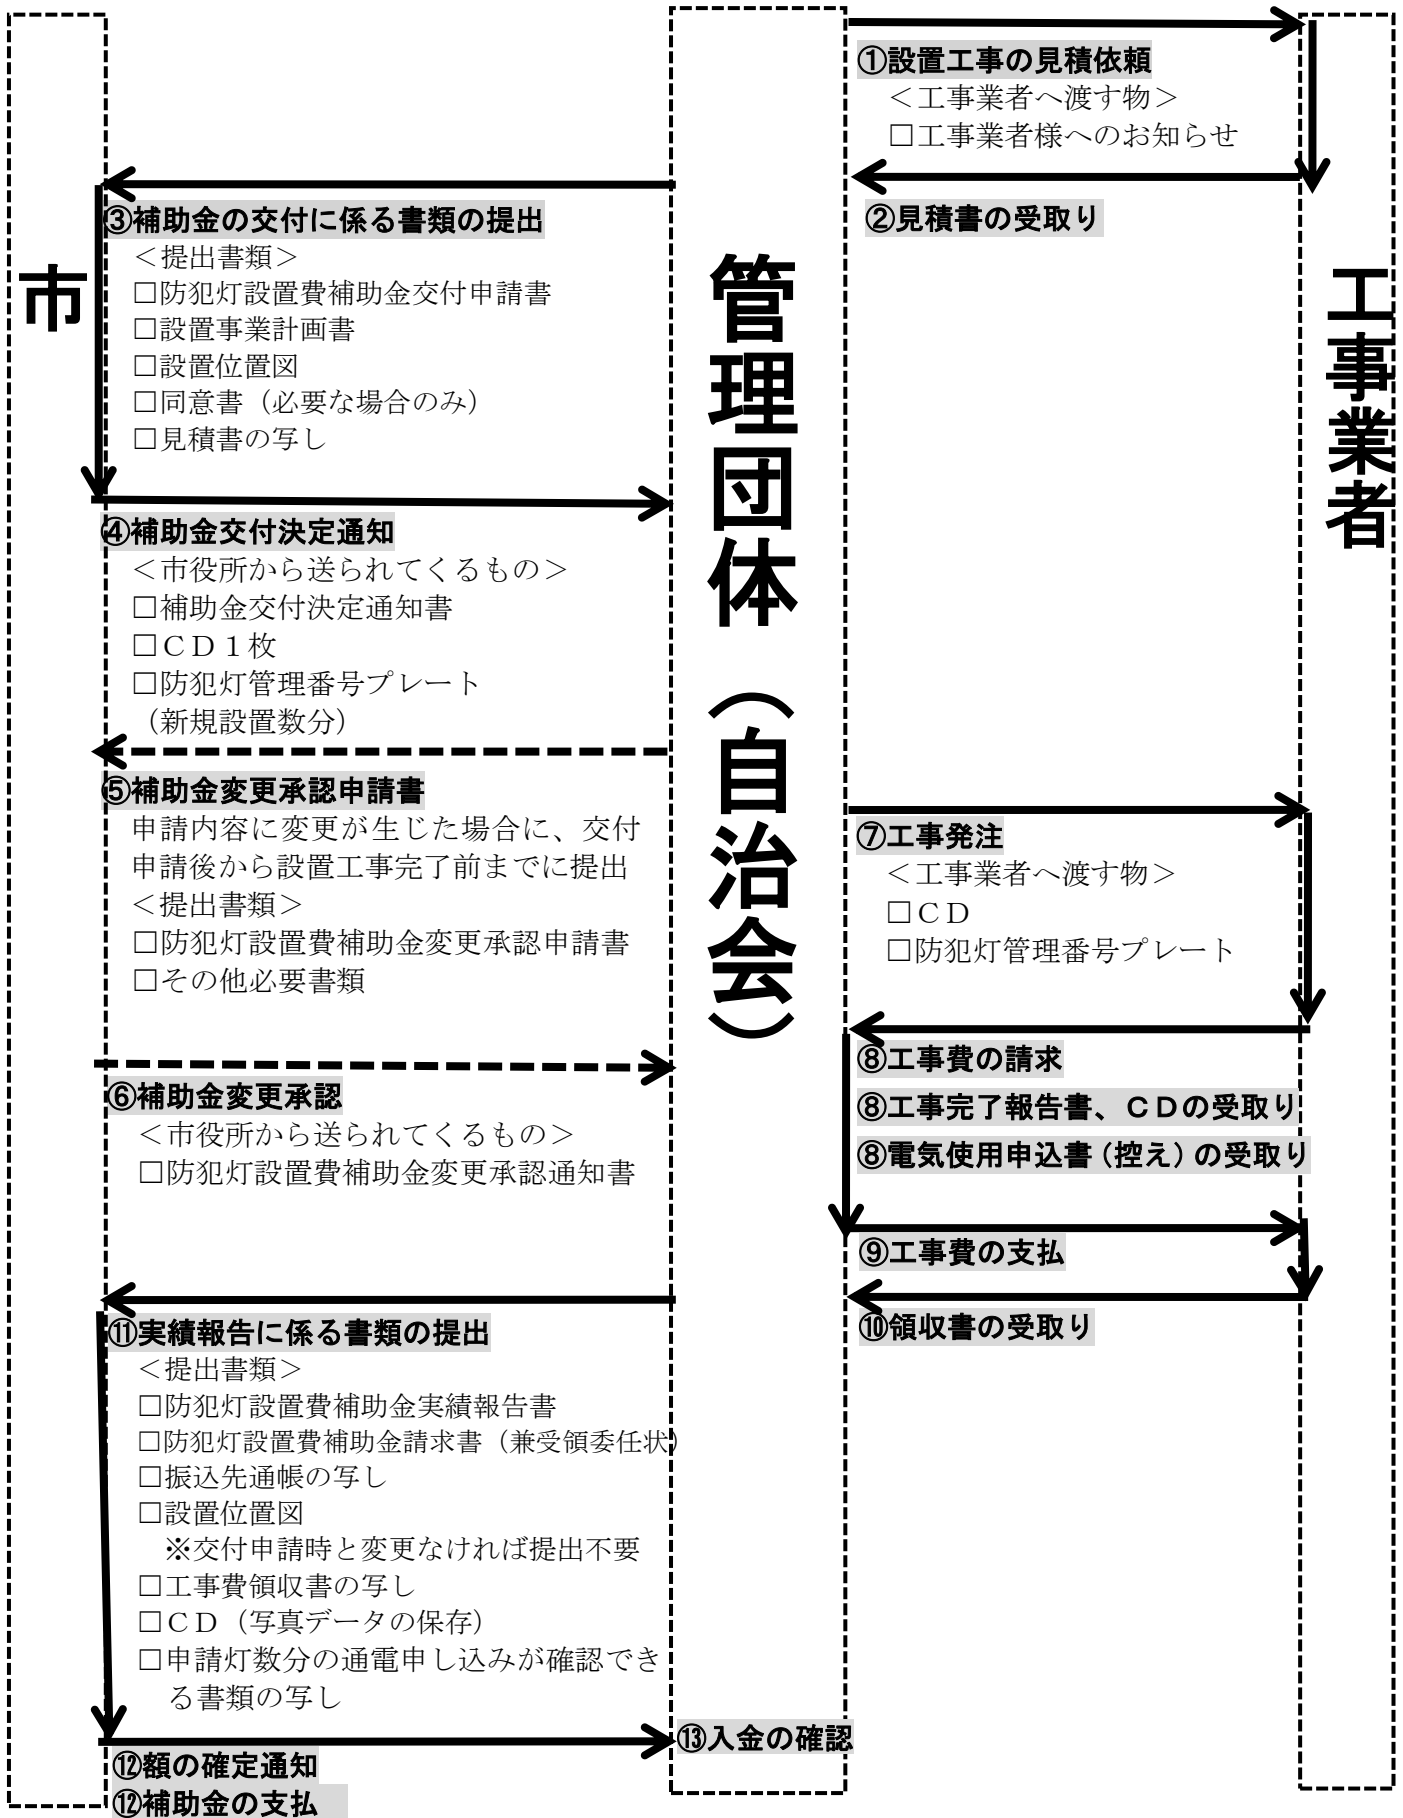 市
管理団体（自治会）
工事業者
①設置工事の見積依頼
＜工事業者へ渡す物＞
□工事業者様へのお知らせ
②見積書の受取り
③補助金の交付に係る書類の提出
＜提出書類＞
□防犯灯設置費補助金交付申請書
□設置事業計画書
□設置位置図
□同意書（必要な場合のみ）
□見積書の写し
④補助金交付決定通知
＜市役所から送られてくるもの＞
□補助金交付決定通知書
□ＣＤ１枚
□防犯灯管理番号プレート
（新規設置数分）
⑤補助金変更承認申請書
申請内容に変更が生じた場合に、交付
申請後から設置工事完了前までに提出
＜提出書類＞
□防犯灯設置費補助金変更承認申請書
□その他必要書類
⑥補助金変更承認
＜市役所から送られてくるもの＞
□防犯灯設置費補助金変更承認通知書
⑦工事発注
＜工事業者へ渡す物＞
□ＣＤ
□防犯灯管理番号プレート
⑧工事費の請求
⑧工事完了報告書、ＣＤの受取り
⑧電気使用申込書（控え）の受取り
⑨工事費の支払
⑩領収書の受取り
⑪実績報告に係る書類の提出
＜提出書類＞
□防犯灯設置費補助金実績報告書
□防犯灯設置費補助金請求書（兼受領委任状）
□振込先通帳の写し
□設置位置図
※交付申請時と変更なければ提出不要
□工事費領収書の写し
□ＣＤ（写真データの保存）
□申請灯数分の通電申し込みが確認でき
る書類の写し
⑫額の確定通知
⑫補助金の支払
⑬入金の確認